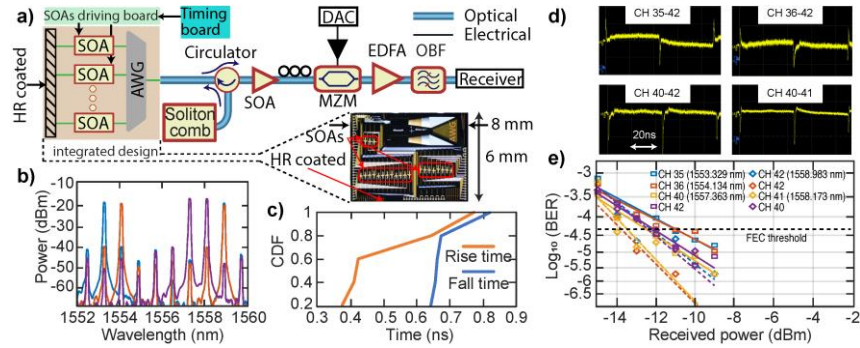 a)
SOAs driving board
Timing board
DAC
Optical
Electrical
HR coated
SOA
SOA
SOA
AWG
Circulator
SOA
MZM
EDFA
OBF
Receiver
Soliton comb
integrated design
SOAs
HR coated
8 mm
6 mm
b)
Power (dBm)
-10
-20
-30
-40
-50
-60
1552
1554
1556
1558
1560
Wavelength (nm)
c)
CDF
1
0.8
0.6
0.4
0.2
Rise time
Fall time
0.3
0.4
0.5
0.6
0.7
0.8
0.9
Time (ns)
d)
CH 35-42
CH 36-42
CH 40-42
CH 40-41
20ns
e)
Log₁₀ (BER)
-3
-3.5
-4.5
-5
-5.5
-6.5
CH 35 (1553.329 nm)
CH 42 (1558.983 nm)
CH 36 (1554.134 nm)
CH 42
CH 40 (1557.363 nm)
CH 41 (1558.173 nm)
CH 42
CH 40
FEC threshold
-14
-12
-10
-8
-6
-4
-2
Received power (dBm)